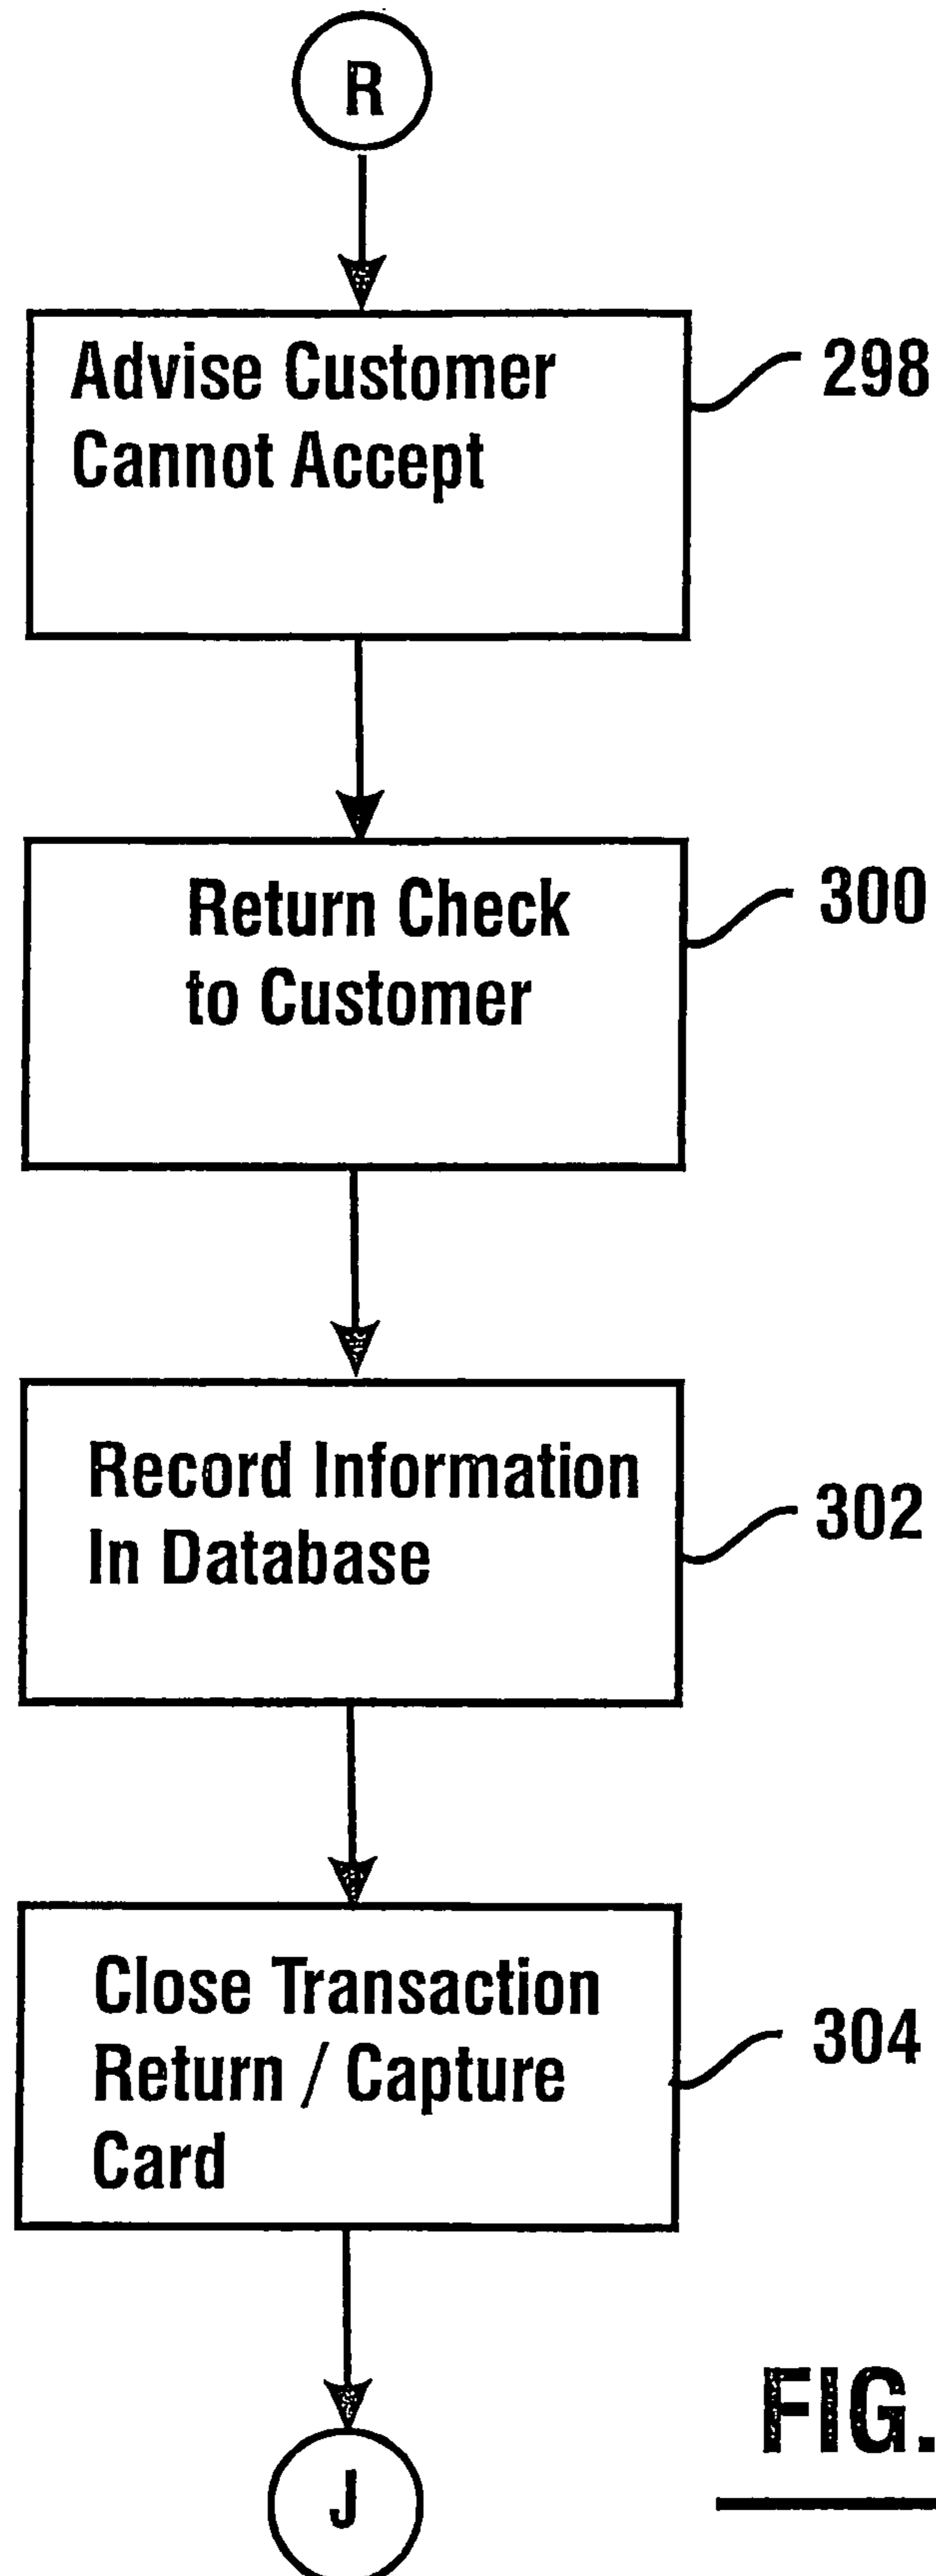 R
Advise Customer
Cannot Accept
298
Return Check
to Customer
300
Record Information
In Database
302
Close Transaction
Return / Capture
Card
304
J
FIG.